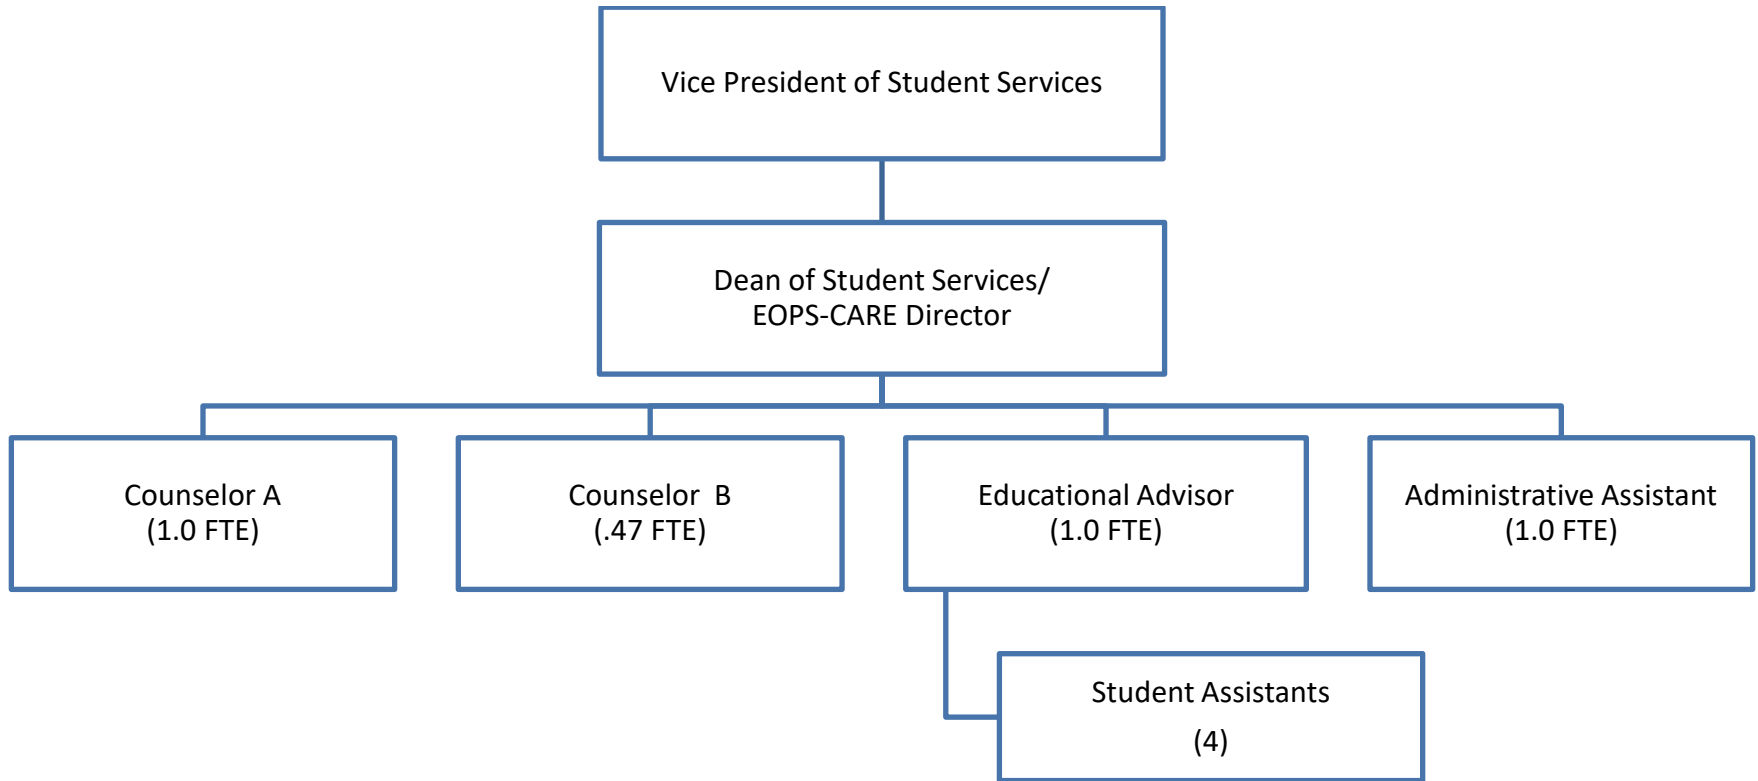 Vice President of Student Services
Dean of Student Services/
EOPS-CARE Director
Counselor A
(1.0 FTE)
Counselor  B
(.47 FTE)
Educational Advisor
(1.0 FTE)
Administrative Assistant
(1.0 FTE)
Student Assistants
(4)